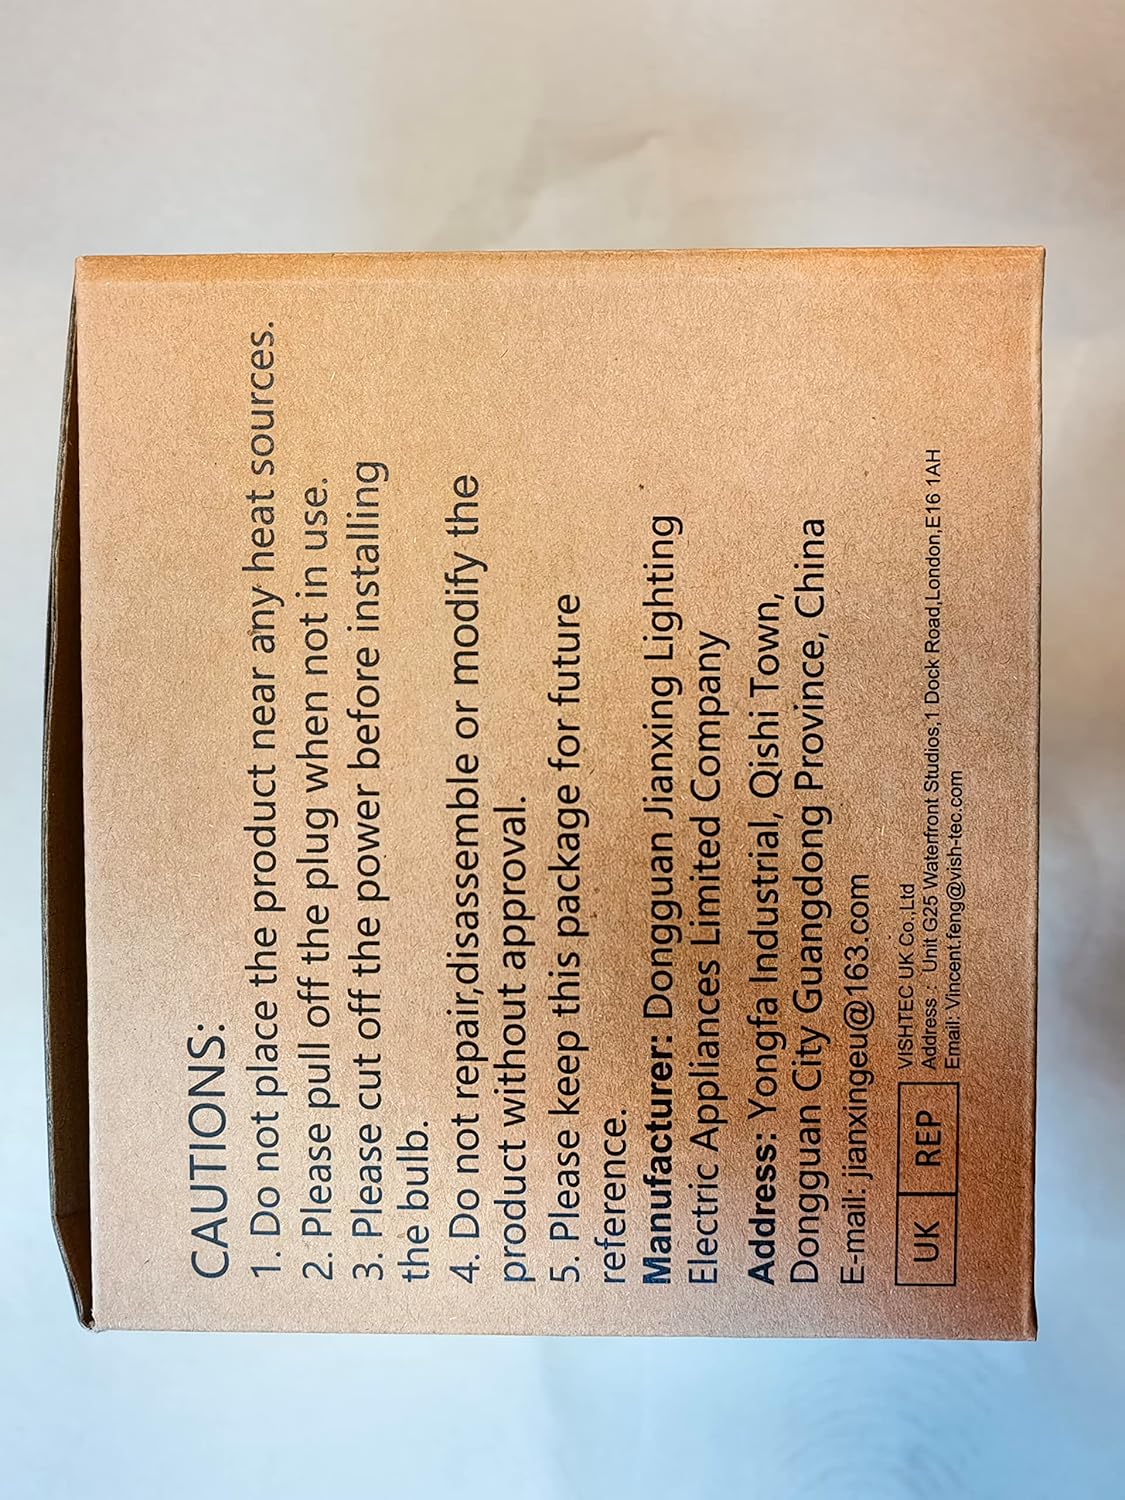 CAUTIONS:
1. Do not place the product near any heat sources.
2. Please pull off the plug when not in use.
3. Please cut off the power before installing
the bulb.
4. Do not repair,disassemble or modify the
product without approval.
5. Please keep this package for future
reference.
Manufacturer: Dongguan Jianxing Lighting
Electric Appliances Limited Company
Address: Yongfa Industrial, Qishi Town,
Dongguan City Guangdong Province, China
E-mail: jianxingeu@163.com
UK REP
VISHTEC UK Co.,Ltd
Address : Unit G25 Waterfront Studios,1 Dock Road,London,E16 1AH
Email: Vincent.feng@vish-tec.com